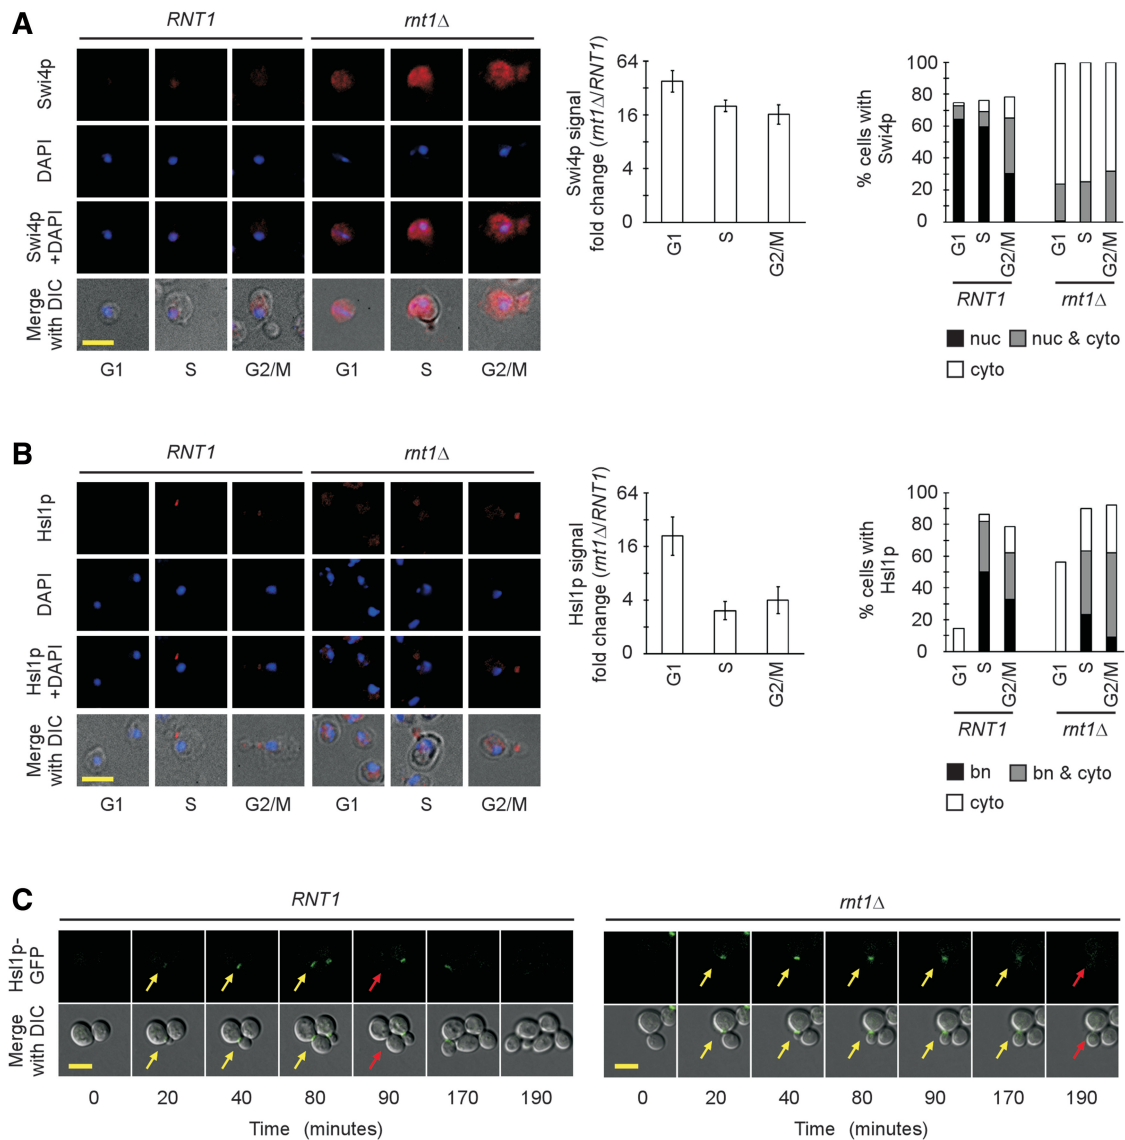 A
RNT1
rnt1Δ
Swi4p
DAPI
Swi4p
+DAPI
Merge
with DIC
G1
S
G2/M
G1
S
G2/M
Swi4p signal
fold change (rnt1Δ/RNT1)
64
16
4
0
G1
S
G2/M
% cells with
Swi4p
100
80
60
40
20
0
G1
S
G2/M
G1
S
G2/M
RNT1
rnt1Δ
nuc
nuc & cyto
cyto
B
RNT1
rnt1Δ
Hsl1p
DAPI
Hsl1p
+DAPI
Merge
with DIC
G1
S
G2/M
G1
S
G2/M
Hsl1p signal
fold change (rnt1Δ/RNT1)
64
16
4
0
G1
S
G2/M
% cells with
Hsl1p
100
80
60
40
20
0
G1
S
G2/M
G1
S
G2/M
RNT1
rnt1Δ
bn
bn & cyto
cyto
C
RNT1
rnt1Δ
Hsl1p-
GFP
Merge
with DIC
0 20 40 80 90 170 190
Time (minutes)
0 20 40 80 90 170 190
Time (minutes)